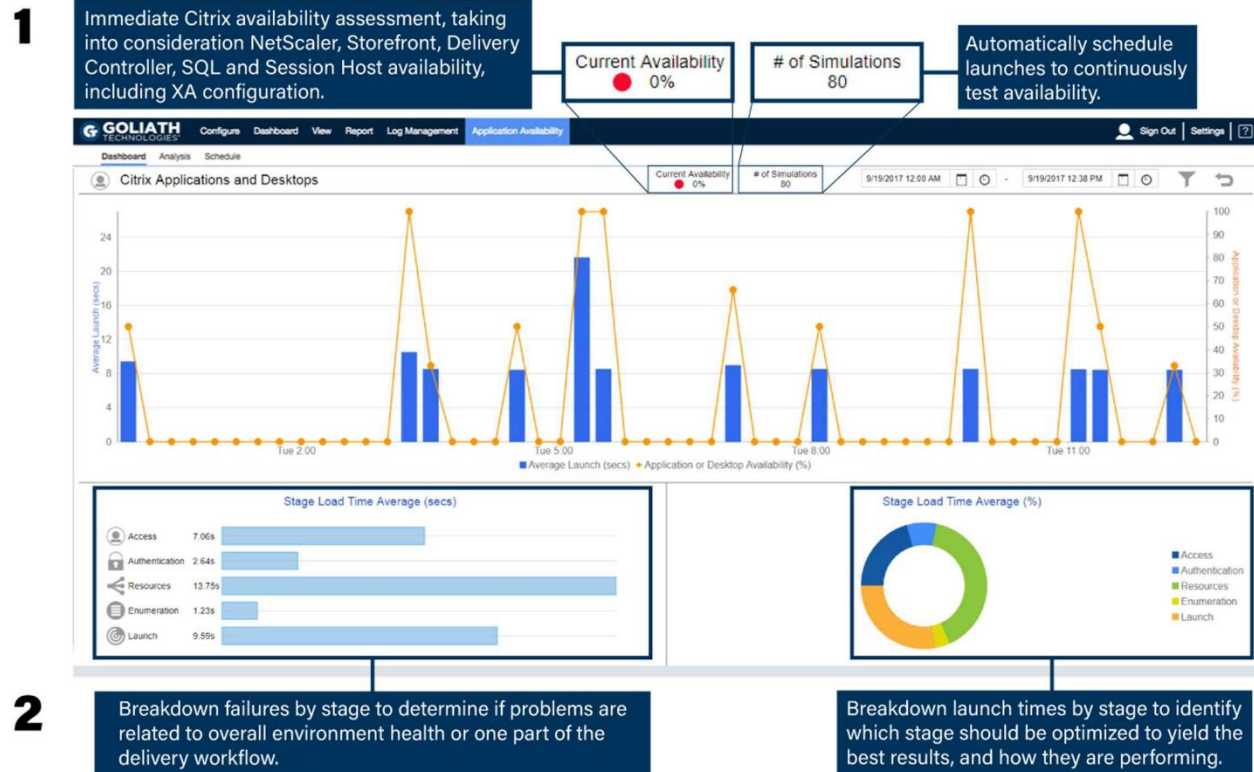 1
Immediate Citrix availability assessment, taking
into consideration NetScaler, Storefront, Delivery
Controller, SQL and Session Host availability,
including XA configuration.
Current Availability
0%
# of Simulations
80
Automatically schedule
launches to continuously
test availability.
G GOLIATH
TECHNOLOGIES
Configure Dashboard View Report Log Management Application Availability
Sign Out | Settings | ?
Dashboard Analysis Schedule
Citrix Applications and Desktops
Current Availability
0%
# of Simulations
80
9/19/2017 12:00 AM - 9/19/2017 12:38 PM
Average Launch (secs)
24
20
16
12
8
4
0
100
90
80
70
60
50
40
30
20
10
0
Application or Desktop Availability (%)
Tue 2:00 Tue 5:00 Tue 8:00 Tue 11:00
Average Launch (secs) Application or Desktop Availability (%)
Stage Load Time Average (secs)
Access 7.06s
Authentication 2.64s
Resources 13.75s
Enumeration 1.23s
Launch 9.59s
Stage Load Time Average (%)
Access
Authentication
Resources
Enumeration
Launch
2
Breakdown failures by stage to determine if problems are
related to overall environment health or one part of the
delivery workflow.
Breakdown launch times by stage to identify
which stage should be optimized to yield the
best results, and how they are performing.